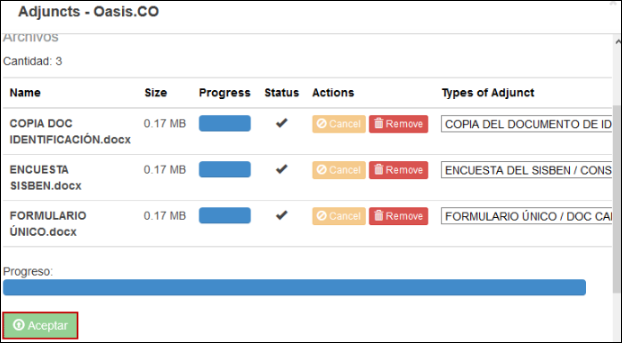 Adjuncts - Oasis.CO
Archivos
Cantidad: 3
Name Size Progress Status Actions Types of Adjunct
COPIA DOC 0.17 MB Cancel Remove COPIA DEL DOCUMENTO DE ID
IDENTIFICACIÓN.docx
ENCUESTA 0.17 MB Cancel Remove ENCUESTA DEL SISBEN / CONS
SISBEN.docx
FORMULARIO 0.17 MB Cancel Remove FORMULARIO ÚNICO / DOC CA
ÚNICO.docx
Progreso:
Aceptar